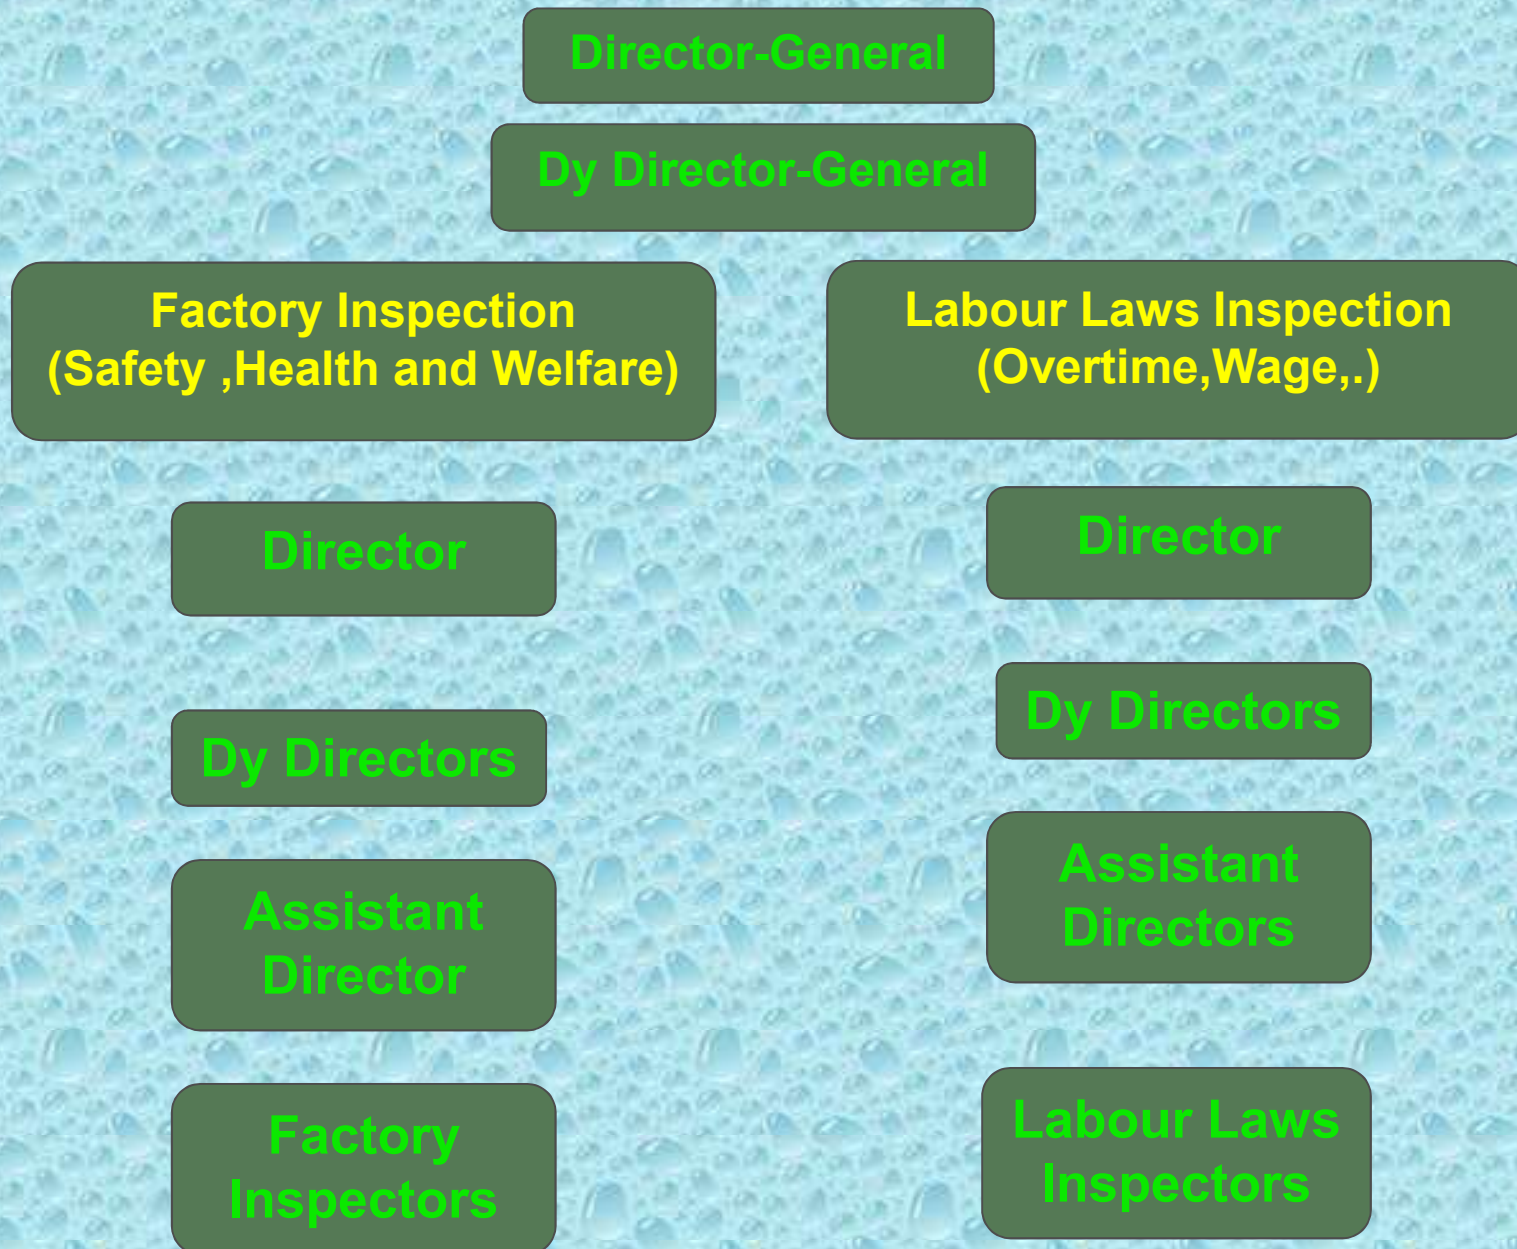 Director-General
Dy Director-General
Factory Inspection
(Safety ,Health and Welfare)
Labour Laws Inspection
(Overtime,Wage,.)
Director
Director
Dy Directors
Dy Directors
Assistant
Director
Assistant
Directors
Factory
Inspectors
Labour Laws
Inspectors